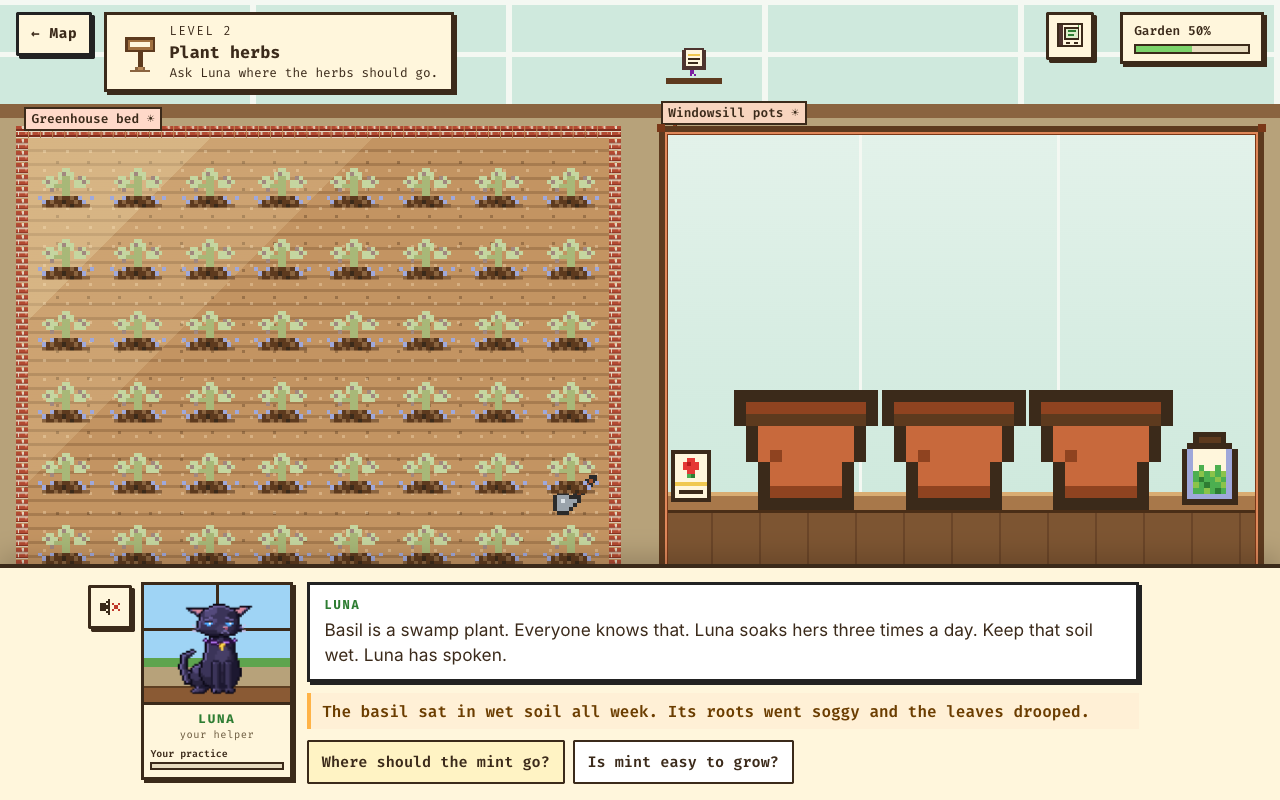 ← Map
LEVEL 2
Plant herbs
Ask Luna where the herbs should go.
Garden 50%
Greenhouse bed ☀
Windowsill pots ☀
LUNA
Basil is a swamp plant. Everyone knows that. Luna soaks hers three times a day. Keep that soil
wet. Luna has spoken.
The basil sat in wet soil all week. Its roots went soggy and the leaves drooped.
LUNA
your helper
Your practice
Where should the mint go?
Is mint easy to grow?